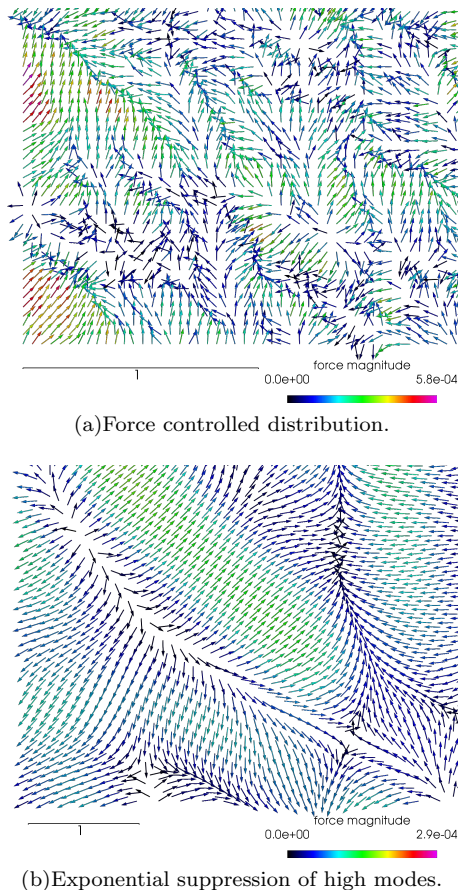 force magnitude
1
0.0e+00 5.8e-04
(a)Force controlled distribution.
force magnitude
1
0.0e+00 2.9e-04
(b)Exponential suppression of high modes.